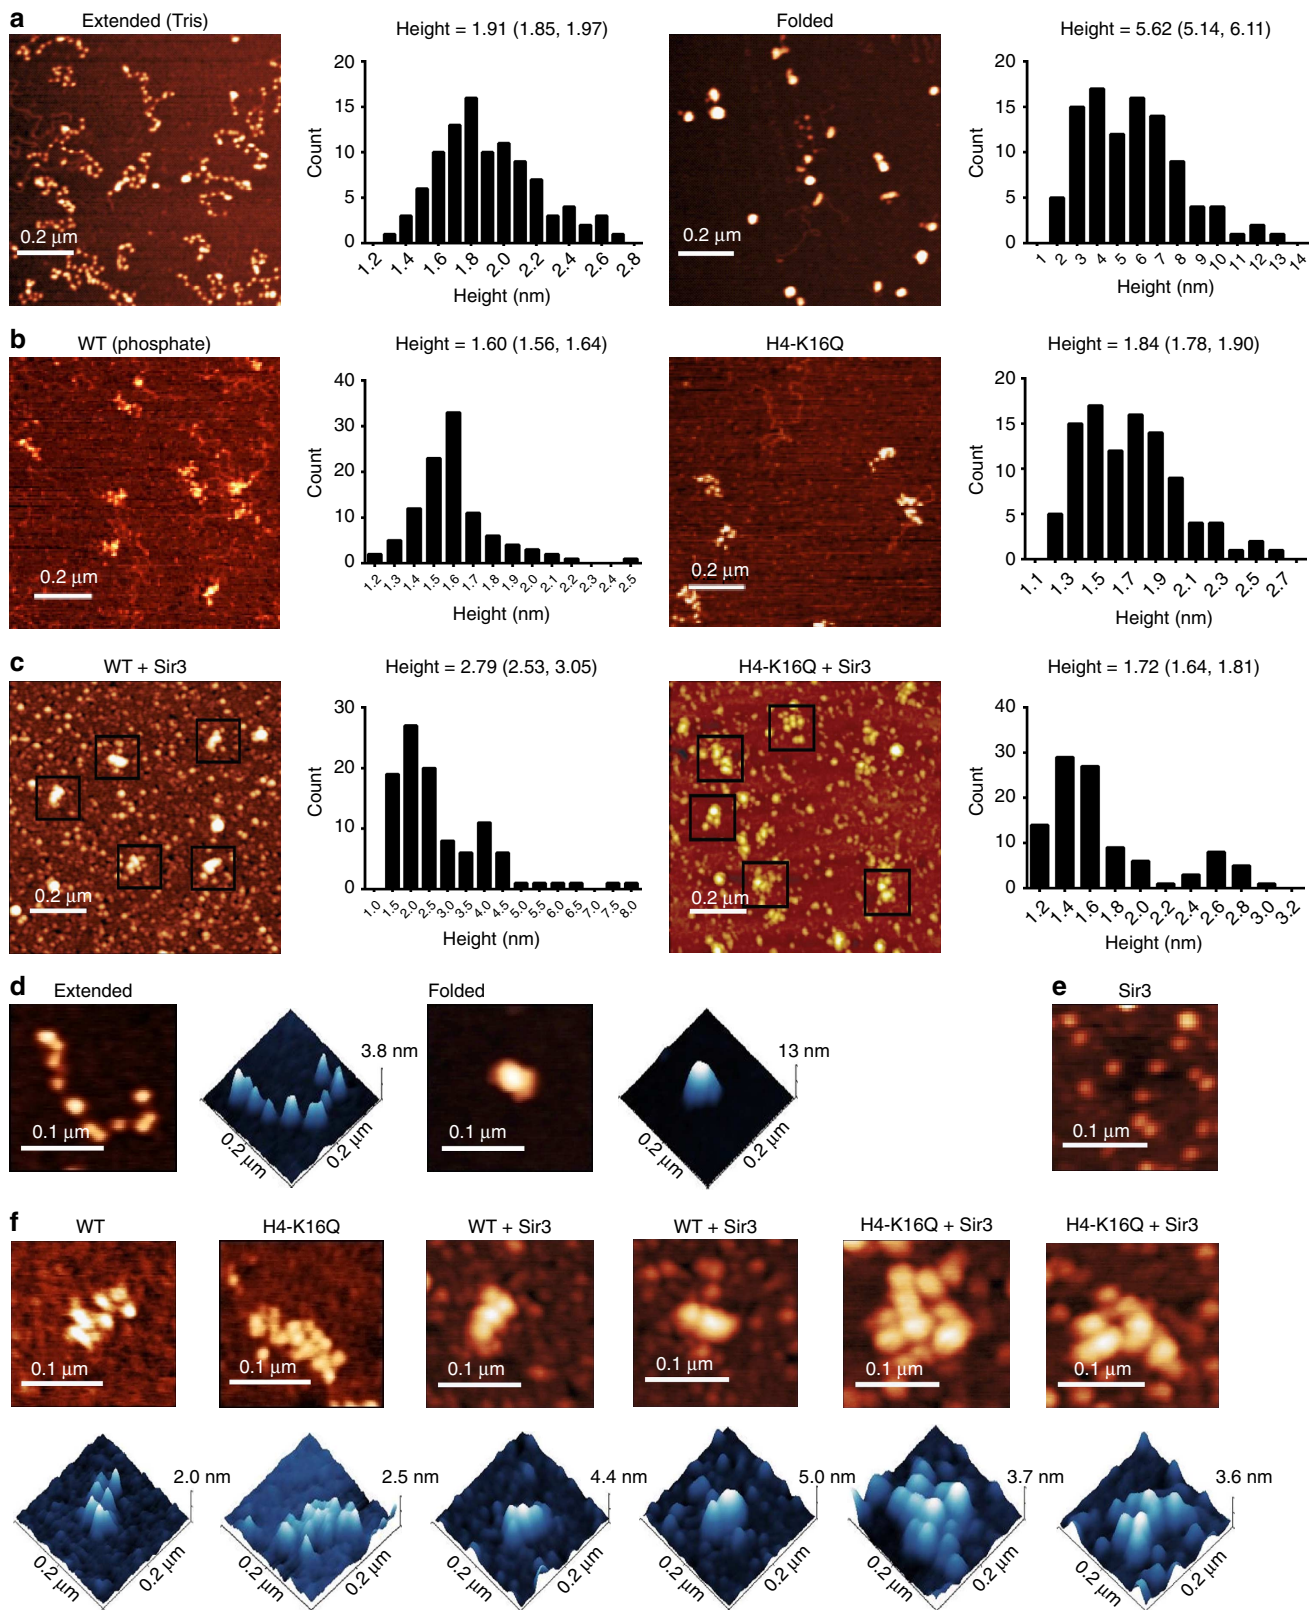 a
Extended (Tris)
0.2 μm
Height = 1.91 (1.85, 1.97)
Count
20
15
10
5
0
1.2 1.4 1.6 1.8 2.0 2.2 2.4 2.6 2.8
Height (nm)
Folded
0.2 μm
Height = 5.62 (5.14, 6.11)
Count
20
15
10
5
0
1 2 3 4 5 6 7 8 9 10 11 12 13 14
Height (nm)
b
WT (phosphate)
0.2 μm
Height = 1.60 (1.56, 1.64)
Count
40
30
20
10
0
1.2 1.3 1.4 1.5 1.6 1.7 1.8 1.9 2.0 2.1 2.2 2.3 2.4 2.5
Height (nm)
H4-K16Q
0.2 μm
Height = 1.84 (1.78, 1.90)
Count
20
15
10
5
0
1.1 1.3 1.5 1.7 1.9 2.1 2.3 2.5 2.7
Height (nm)
c
WT + Sir3
0.2 μm
Height = 2.79 (2.53, 3.05)
Count
30
20
10
0
1.0 1.5 2.0 2.5 3.0 3.5 4.0 4.5 5.0 5.5 6.0 6.5 7.0 7.5 8.0
Height (nm)
H4-K16Q + Sir3
0.2 μm
Height = 1.72 (1.64, 1.81)
Count
40
30
20
10
0
1.2 1.4 1.6 1.8 2.0 2.2 2.4 2.6 2.8 3.0 3.2
Height (nm)
d
Extended
0.1 μm
3.8 nm
0.2 μm
0.2 μm
Folded
0.1 μm
13 nm
0.2 μm
0.2 μm
e
Sir3
0.1 μm
f
WT
0.1 μm
H4-K16Q
0.1 μm
WT + Sir3
0.1 μm
WT + Sir3
0.1 μm
H4-K16Q + Sir3
0.1 μm
H4-K16Q + Sir3
0.1 μm
2.0 nm
0.2 μm
0.2 μm
2.5 nm
0.2 μm
0.2 μm
4.4 nm
0.2 μm
0.2 μm
5.0 nm
0.2 μm
0.2 μm
3.7 nm
0.2 μm
0.2 μm
3.6 nm
0.2 μm
0.2 μm